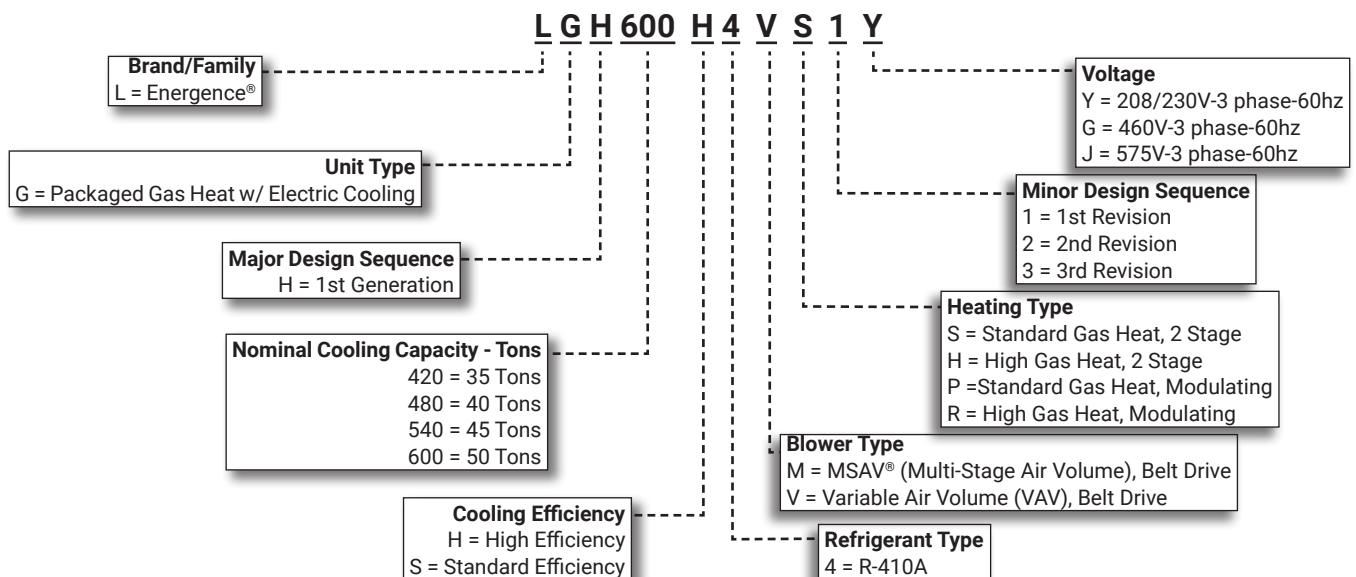 L G H 600 H 4 V S 1 Y
Brand/Family
L = Energence®
Unit Type
G = Packaged Gas Heat w/ Electric Cooling
Major Design Sequence
H = 1st Generation
Nominal Cooling Capacity - Tons
420 = 35 Tons
480 = 40 Tons
540 = 45 Tons
600 = 50 Tons
Cooling Efficiency
H = High Efficiency
S = Standard Efficiency
Voltage
Y = 208/230V-3 phase-60hz
G = 460V-3 phase-60hz
J = 575V-3 phase-60hz
Minor Design Sequence
1 = 1st Revision
2 = 2nd Revision
3 = 3rd Revision
Heating Type
S = Standard Gas Heat, 2 Stage
H = High Gas Heat, 2 Stage
P =Standard Gas Heat, Modulating
R = High Gas Heat, Modulating
Blower Type
M = MSAV® (Multi-Stage Air Volume), Belt Drive
V = Variable Air Volume (VAV), Belt Drive
Refrigerant Type
4 = R-410A